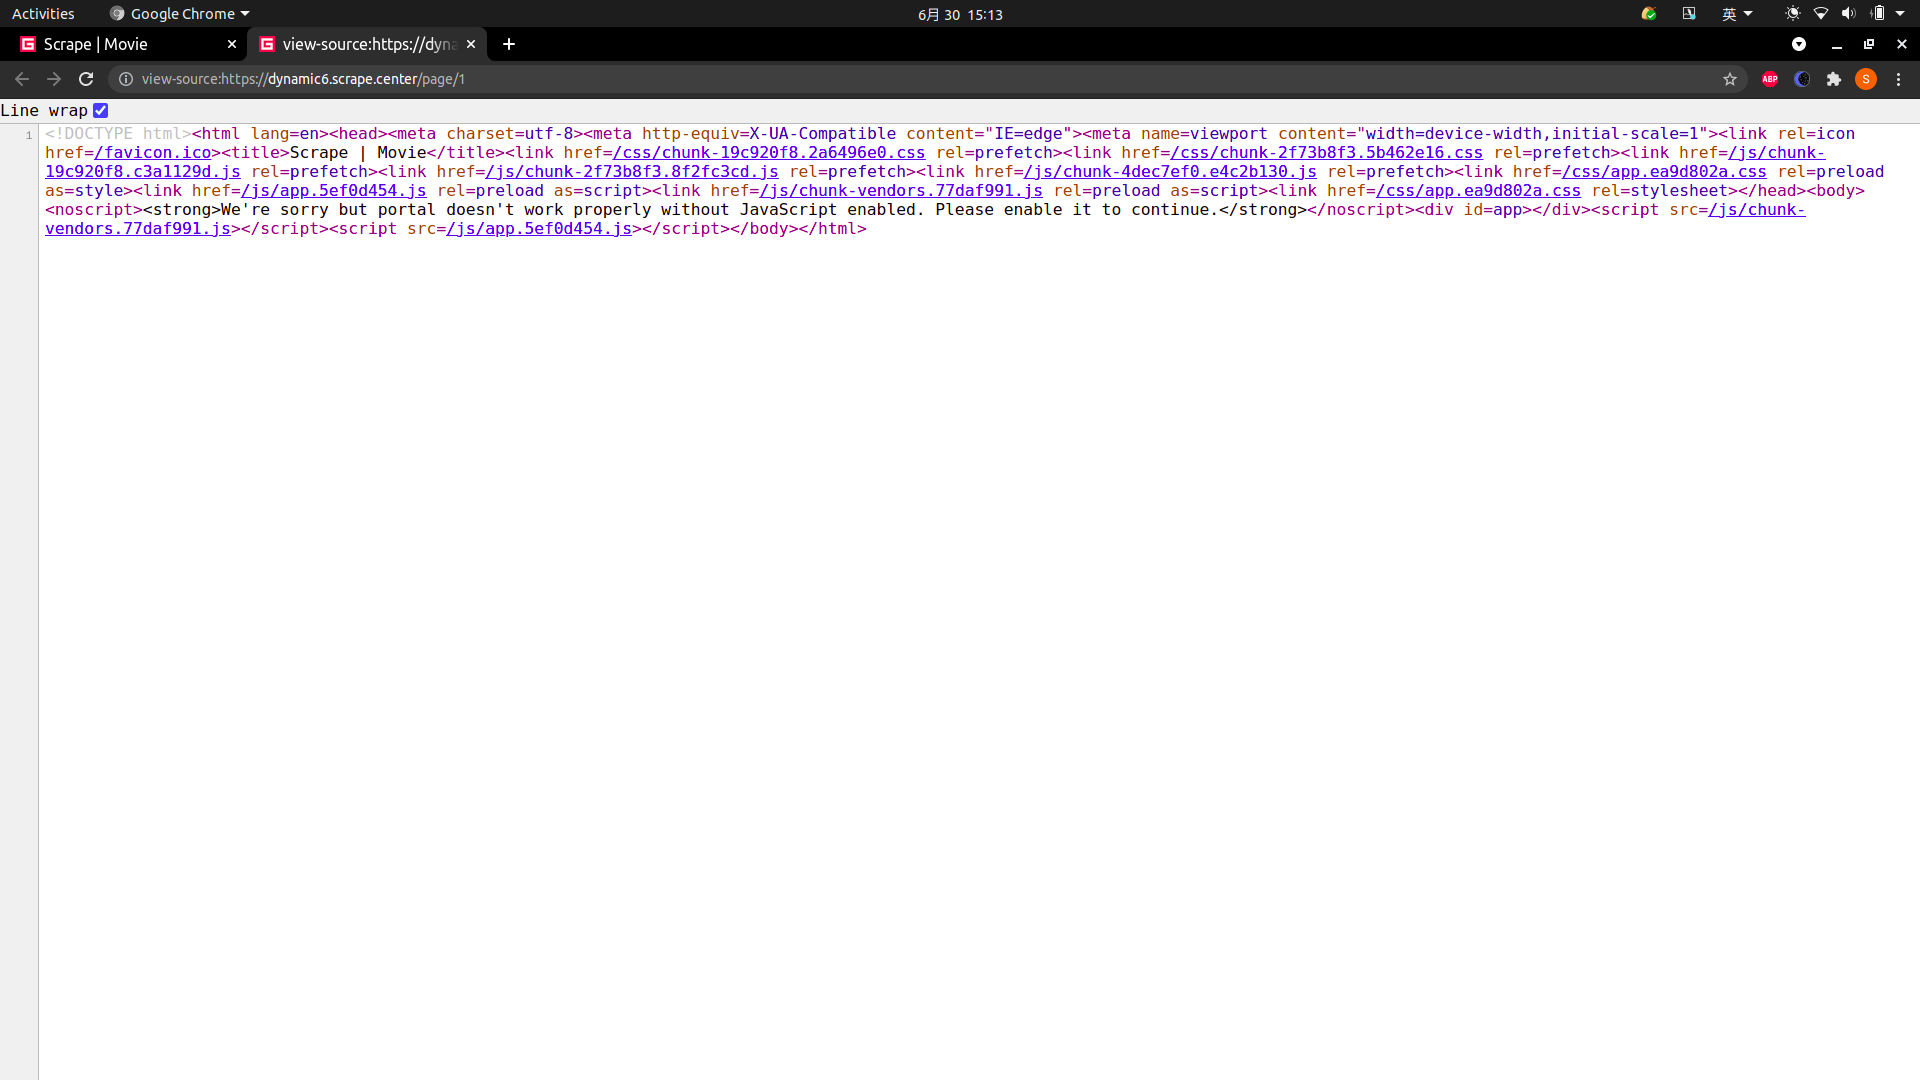 Activities
Google Chrome
6月 30 15:13
英
Scrape | Movie
view-source:https://dyna
view-source:https://dynamic6.scrape.center/page/1
ABP
S
Line wrap
1
<!DOCTYPE html><html lang=en><head><meta charset=utf-8><meta http-equiv=X-UA-Compatible content="IE=edge"><meta name=viewport content="width=device-width,initial-scale=1"><link rel=icon
href=/favicon.ico><title>Scrape | Movie</title><link href=/css/chunk-19c920f8.2a6496e0.css rel=prefetch><link href=/css/chunk-2f73b8f3.5b462e16.css rel=prefetch><link href=/js/chunk-
19c920f8.c3a1129d.js rel=prefetch><link href=/js/chunk-2f73b8f3.8f2fc3cd.js rel=prefetch><link href=/js/chunk-4dec7ef0.e4c2b130.js rel=prefetch><link href=/css/app.ea9d802a.css rel=preload
as=style><link href=/js/app.5ef0d454.js rel=preload as=script><link href=/js/chunk-vendors.77daf991.js rel=preload as=script><link href=/css/app.ea9d802a.css rel=stylesheet></head><body>
<noscript><strong>We're sorry but portal doesn't work properly without JavaScript enabled. Please enable it to continue.</strong></noscript><div id=app></div><script src=/js/chunk-
vendors.77daf991.js></script><script src=/js/app.5ef0d454.js></script></body></html>